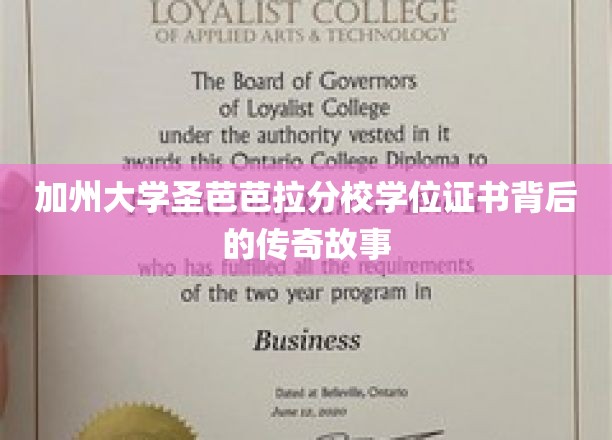 LOYALIST COLLEGE
OF APPLIED ARTS & TECHNOLOGY
The Board of Governors
of Loyalist College
under the authority vested in it
awards this Ontario College Diploma to
加州大学圣芭芭拉分校学位证书背后
的传奇故事
who has fulfilled all the requirements
of the two year program in
Business
Dated at Belleville, Ontario
June 12, 2020